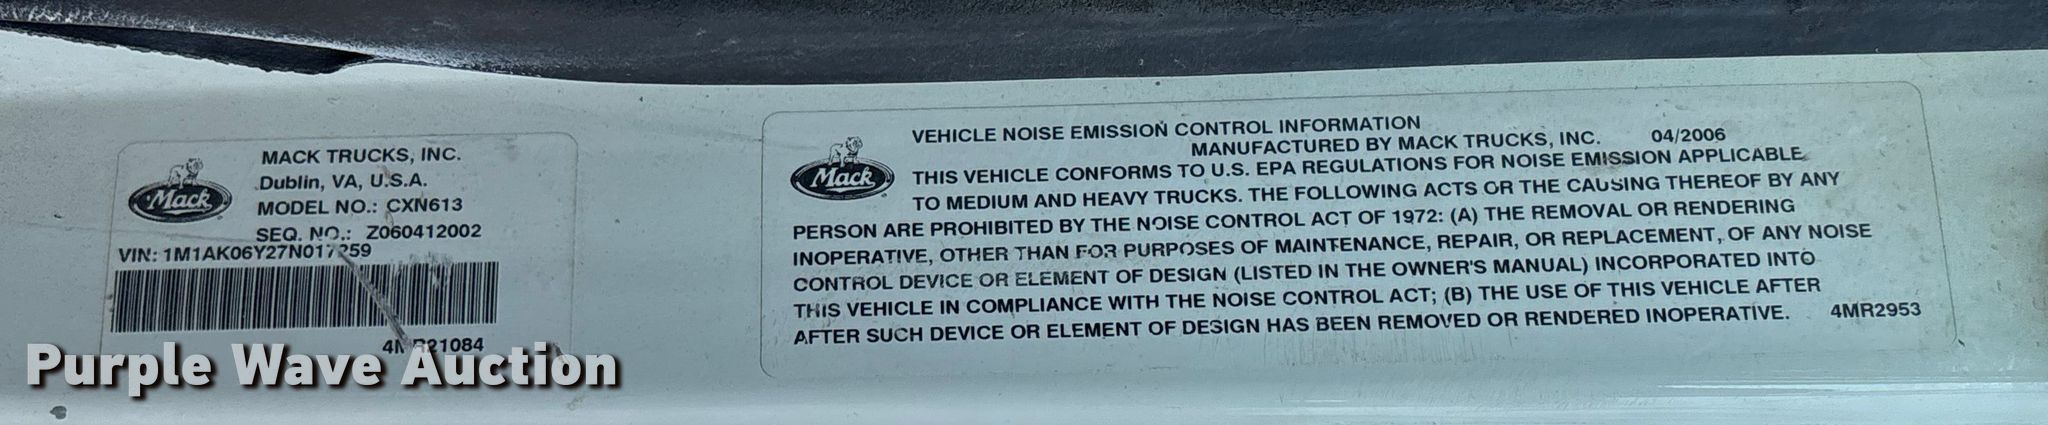 Mack
MACK TRUCKS, INC.
Dublin, VA, U.S.A.
MODEL NO.: CXN613
SEQ. NO.: Z060412002
VIN:
4MR21084
Mack
VEHICLE NOISE EMISSION CONTROL INFORMATION
MANUFACTURED BY MACK TRUCKS, INC. 04/2006
THIS VEHICLE CONFORMS TO U.S. EPA REGULATIONS FOR NOISE EMISSION APPLICABLE
TO MEDIUM AND HEAVY TRUCKS. THE FOLLOWING ACTS OR THE CAUSING THEREOF BY ANY
PERSON ARE PROHIBITED BY THE NOISE CONTROL ACT OF 1972: (A) THE REMOVAL OR RENDERING
INOPERATIVE, OTHER THAN FOR PURPOSES OF MAINTENANCE, REPAIR, OR REPLACEMENT, OF ANY NOISE
CONTROL DEVICE OR ELEMENT OF DESIGN (LISTED IN THE OWNER'S MANUAL) INCORPORATED INTO
THIS VEHICLE IN COMPLIANCE WITH THE NOISE CONTROL ACT; (B) THE USE OF THIS VEHICLE AFTER
AFTER SUCH DEVICE OR ELEMENT OF DESIGN HAS BEEN REMOVED OR RENDERED INOPERATIVE. 4MR2953
Purple Wave Auction